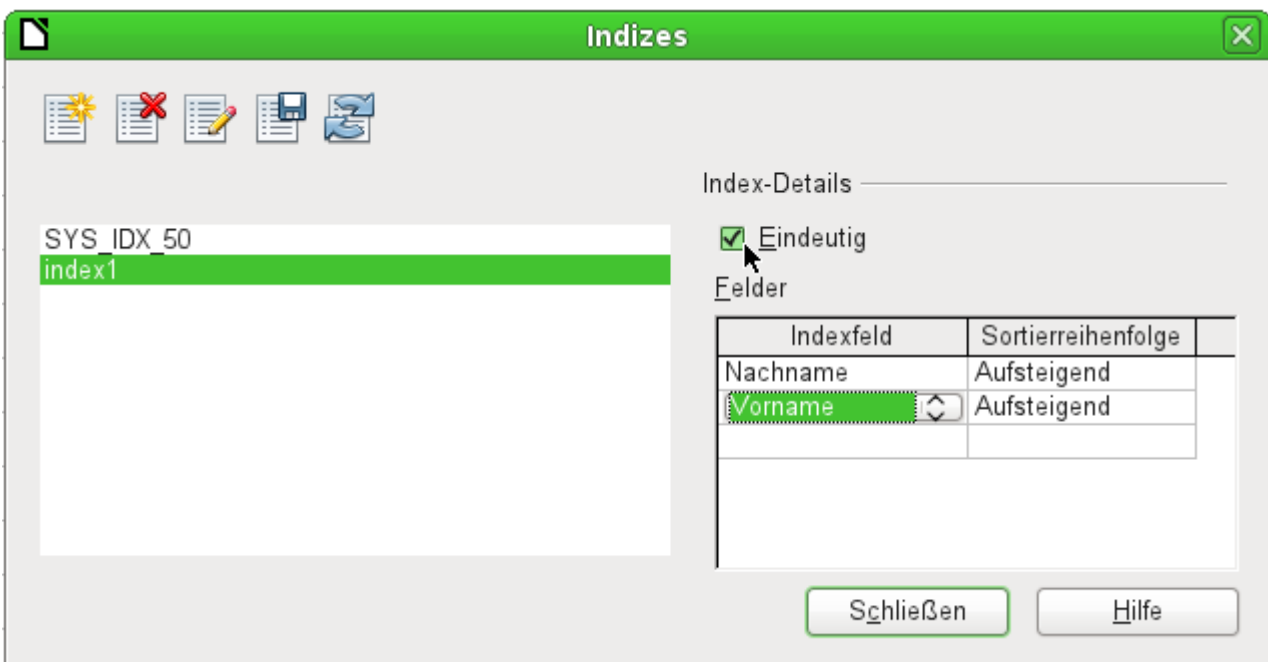 Indizes
Index-Details
SYS_IDX_50
index1
Eindeutig
Felder
Indexfeld Sortierreihenfolge
Nachname Aufsteigend
Vorname Aufsteigend
Schließen Hilfe